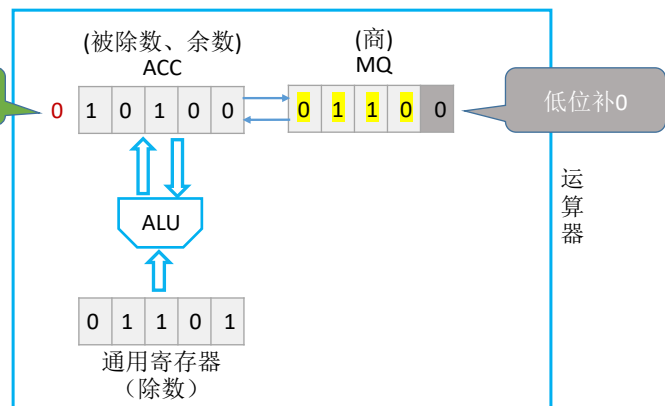 (被除数、余数)
ACC
(商)
MQ
0 1 0 1 0 0
0 1 1 0 0
低位补0
ALU
运算器
0 1 1 0 1
通用寄存器
（除数）